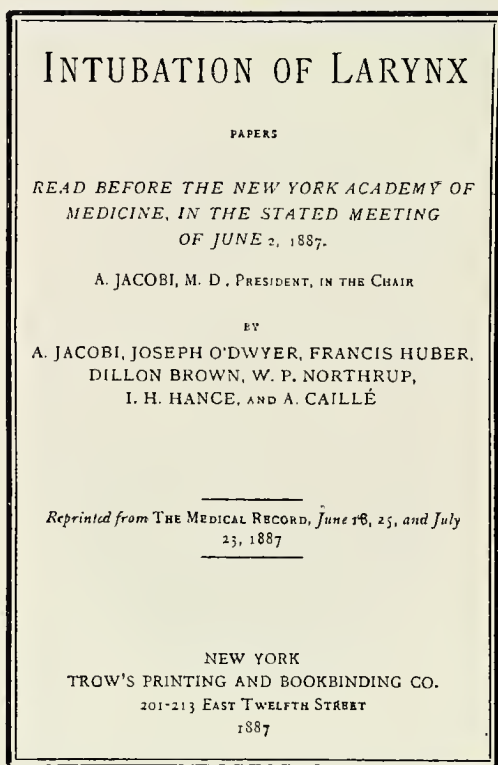 INTUBATION OF LARYNX
PAPERS
READ BEFORE THE NEW YORK ACADEMY OF
MEDICINE, IN THE STATED MEETING
OF JUNE 2, 1887.
A. JACOBI, M. D., PRESIDENT, IN THE CHAIR
BY
A. JACOBI, JOSEPH O'DWYER, FRANCIS HUBER,
DILLON BROWN, W. P. NORTHRUP,
I. H. HANCE, AND A. CAILLÉ
Reprinted from THE MEDICAL RECORD, June 18, 25, and July
23, 1887
NEW YORK
TROW'S PRINTING AND BOOKBINDING CO.
201-213 EAST TWELFTH STREET
1887